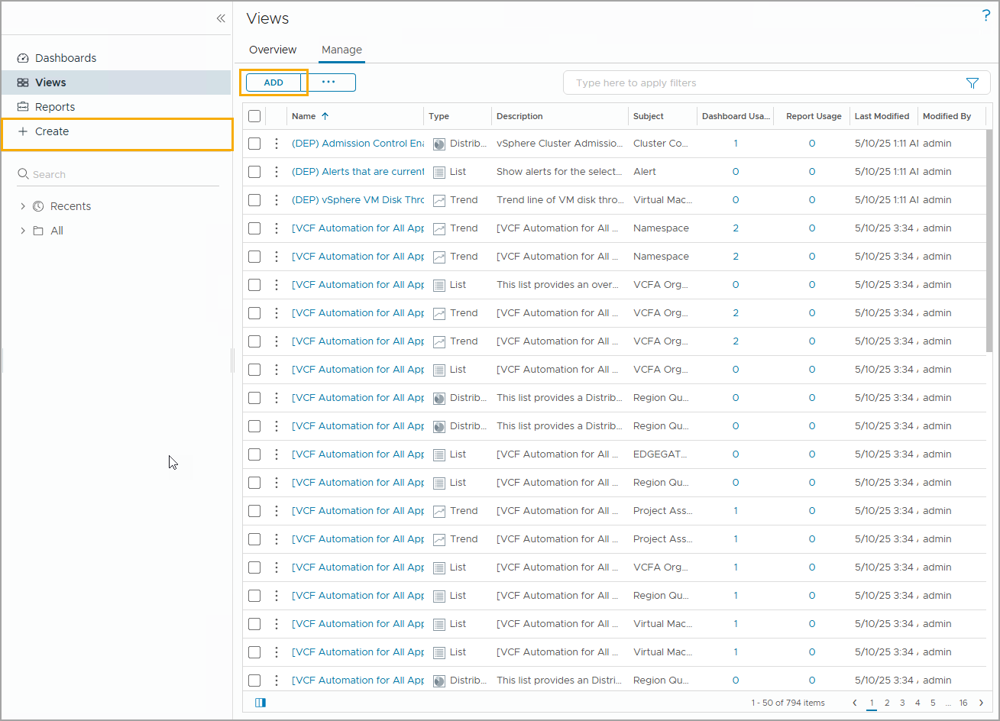 Views
?
Overview Manage
Dashboards
Views
Reports
Create
Search
Recents
All
ADD ...
Type here to apply filters
Name Type Description Subject Dashboard Usa... Report Usage Last Modified Modified By
(DEP) Admission Control Ena Distrib... vSphere Cluster Admissio... Cluster Co... 1 0 5/10/25 1:11 AM admin
(DEP) Alerts that are current List Show alerts for the select... Alert 0 0 5/10/25 1:11 AM admin
(DEP) vSphere VM Disk Thro Trend Trend line of VM disk thro... Virtual Mac... 0 0 5/10/25 1:11 AM admin
[VCF Automation for All App Trend [VCF Automation for All ... Namespace 2 0 5/10/25 3:34 admin
[VCF Automation for All App Trend [VCF Automation for All ... Namespace 2 0 5/10/25 3:34 admin
[VCF Automation for All App List This list provides an over... VCFA Org... 0 0 5/10/25 3:34 admin
[VCF Automation for All App Trend [VCF Automation for All ... VCFA Org... 2 0 5/10/25 3:34 admin
[VCF Automation for All App Trend [VCF Automation for All ... VCFA Org... 2 0 5/10/25 3:34 admin
[VCF Automation for All App List [VCF Automation for All ... VCFA Org... 0 0 5/10/25 3:34 admin
[VCF Automation for All App Distrib... This list provides a Distrib... Region Qu... 0 0 5/10/25 3:34 admin
[VCF Automation for All App Distrib... This list provides a Distrib... Region Qu... 0 0 5/10/25 3:34 admin
[VCF Automation for All App List [VCF Automation for All ... EDGEGAT... 0 0 5/10/25 3:34 admin
[VCF Automation for All App List [VCF Automation for All ... Region Qu... 0 0 5/10/25 3:34 admin
[VCF Automation for All App Trend [VCF Automation for All ... Project Ass... 1 0 5/10/25 3:34 admin
[VCF Automation for All App Trend [VCF Automation for All ... Project Ass... 1 0 5/10/25 3:34 admin
[VCF Automation for All App List [VCF Automation for All ... VCFA Org... 1 0 5/10/25 3:34 admin
[VCF Automation for All App List [VCF Automation for All ... Region Qu... 1 0 5/10/25 3:34 admin
[VCF Automation for All App List [VCF Automation for All ... Virtual Mac... 1 0 5/10/25 3:34 admin
[VCF Automation for All App List [VCF Automation for All ... Virtual Mac... 1 0 5/10/25 3:34 admin
[VCF Automation for All App Distrib... This list provides an Distri... Region Qu... 0 0 5/10/25 3:34 admin
1 - 50 of 794 items 1 2 3 4 5 ... 16